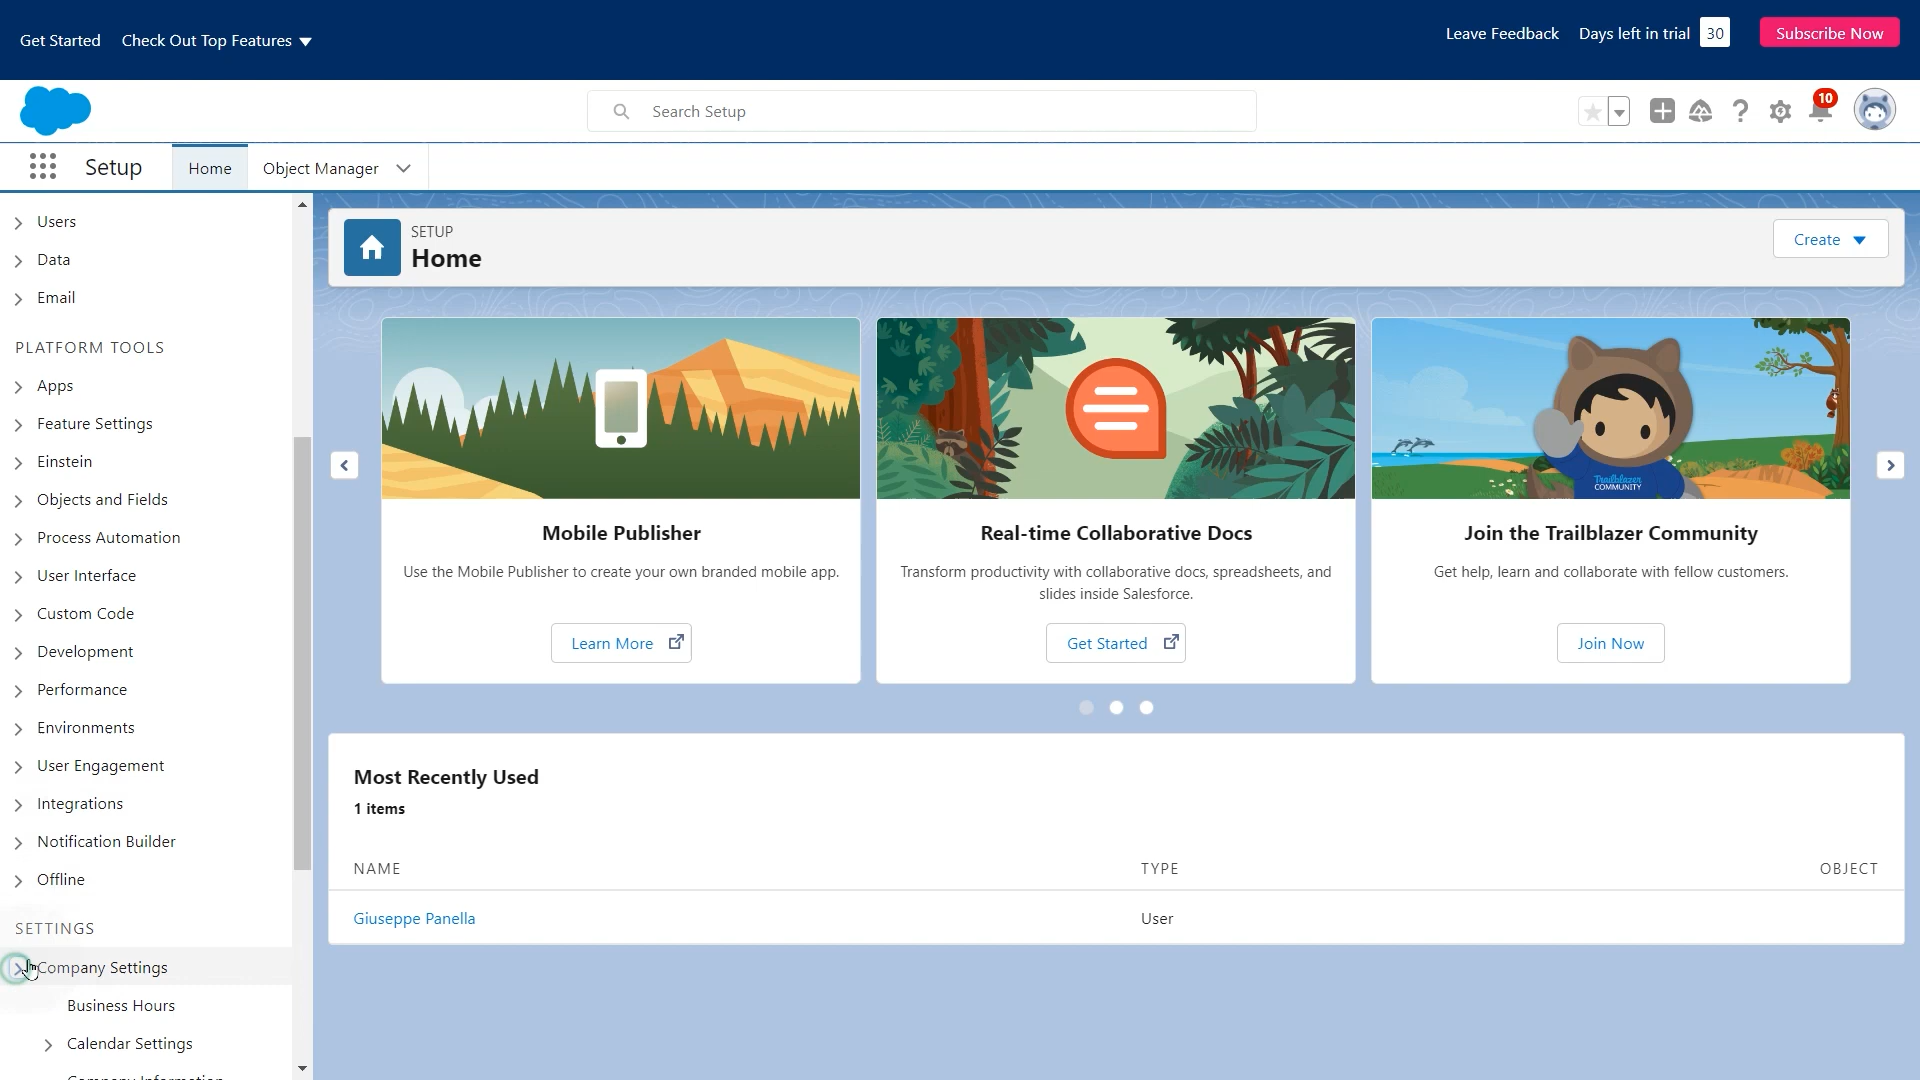 Get Started
Check Out Top Features
Leave Feedback
Days left in trial
30
Subscribe Now
Search Setup
10
Setup
Home
Object Manager
Users
Data
Email
PLATFORM TOOLS
Apps
Feature Settings
Einstein
Objects and Fields
Process Automation
User Interface
Custom Code
Development
Performance
Environments
User Engagement
Integrations
Notification Builder
Offline
SETTINGS
Company Settings
Business Hours
Calendar Settings
Company Information
SETUP
Home
Create
Mobile Publisher
Use the Mobile Publisher to create your own branded mobile app.
Learn More
Real-time Collaborative Docs
Transform productivity with collaborative docs, spreadsheets, and
slides inside Salesforce.
Get Started
Trailblazer
COMMUNITY
Join the Trailblazer Community
Get help, learn and collaborate with fellow customers.
Join Now
Most Recently Used
1 items
NAME
TYPE
OBJECT
Giuseppe Panella
User